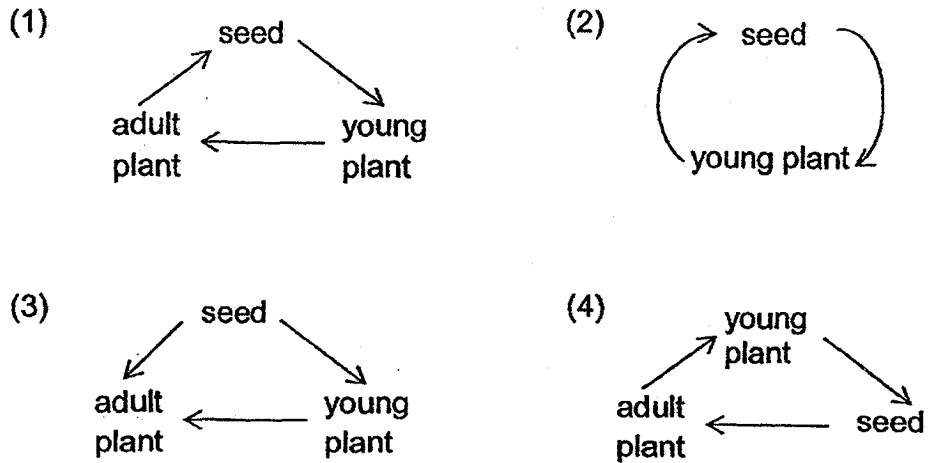 (1)
seed
adult
plant
young
plant
(2)
seed
young plant
(3)
seed
adult
plant
young
plant
(4)
young
plant
adult
plant
seed